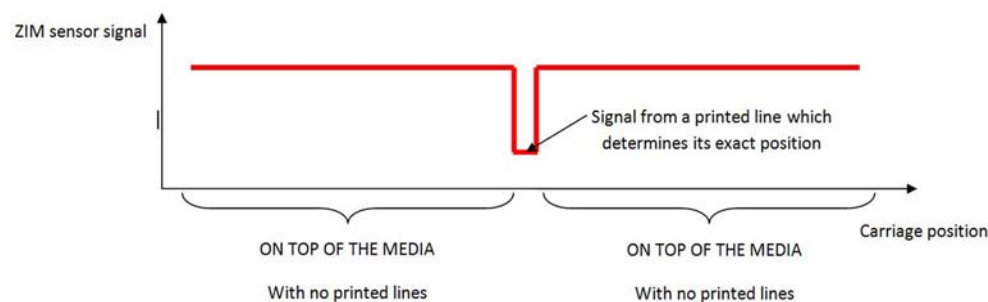 ZIM sensor signal
Signal from a printed line which
determines its exact position
Carriage position
ON TOP OF THE MEDIA
With no printed lines
ON TOP OF THE MEDIA
With no printed lines